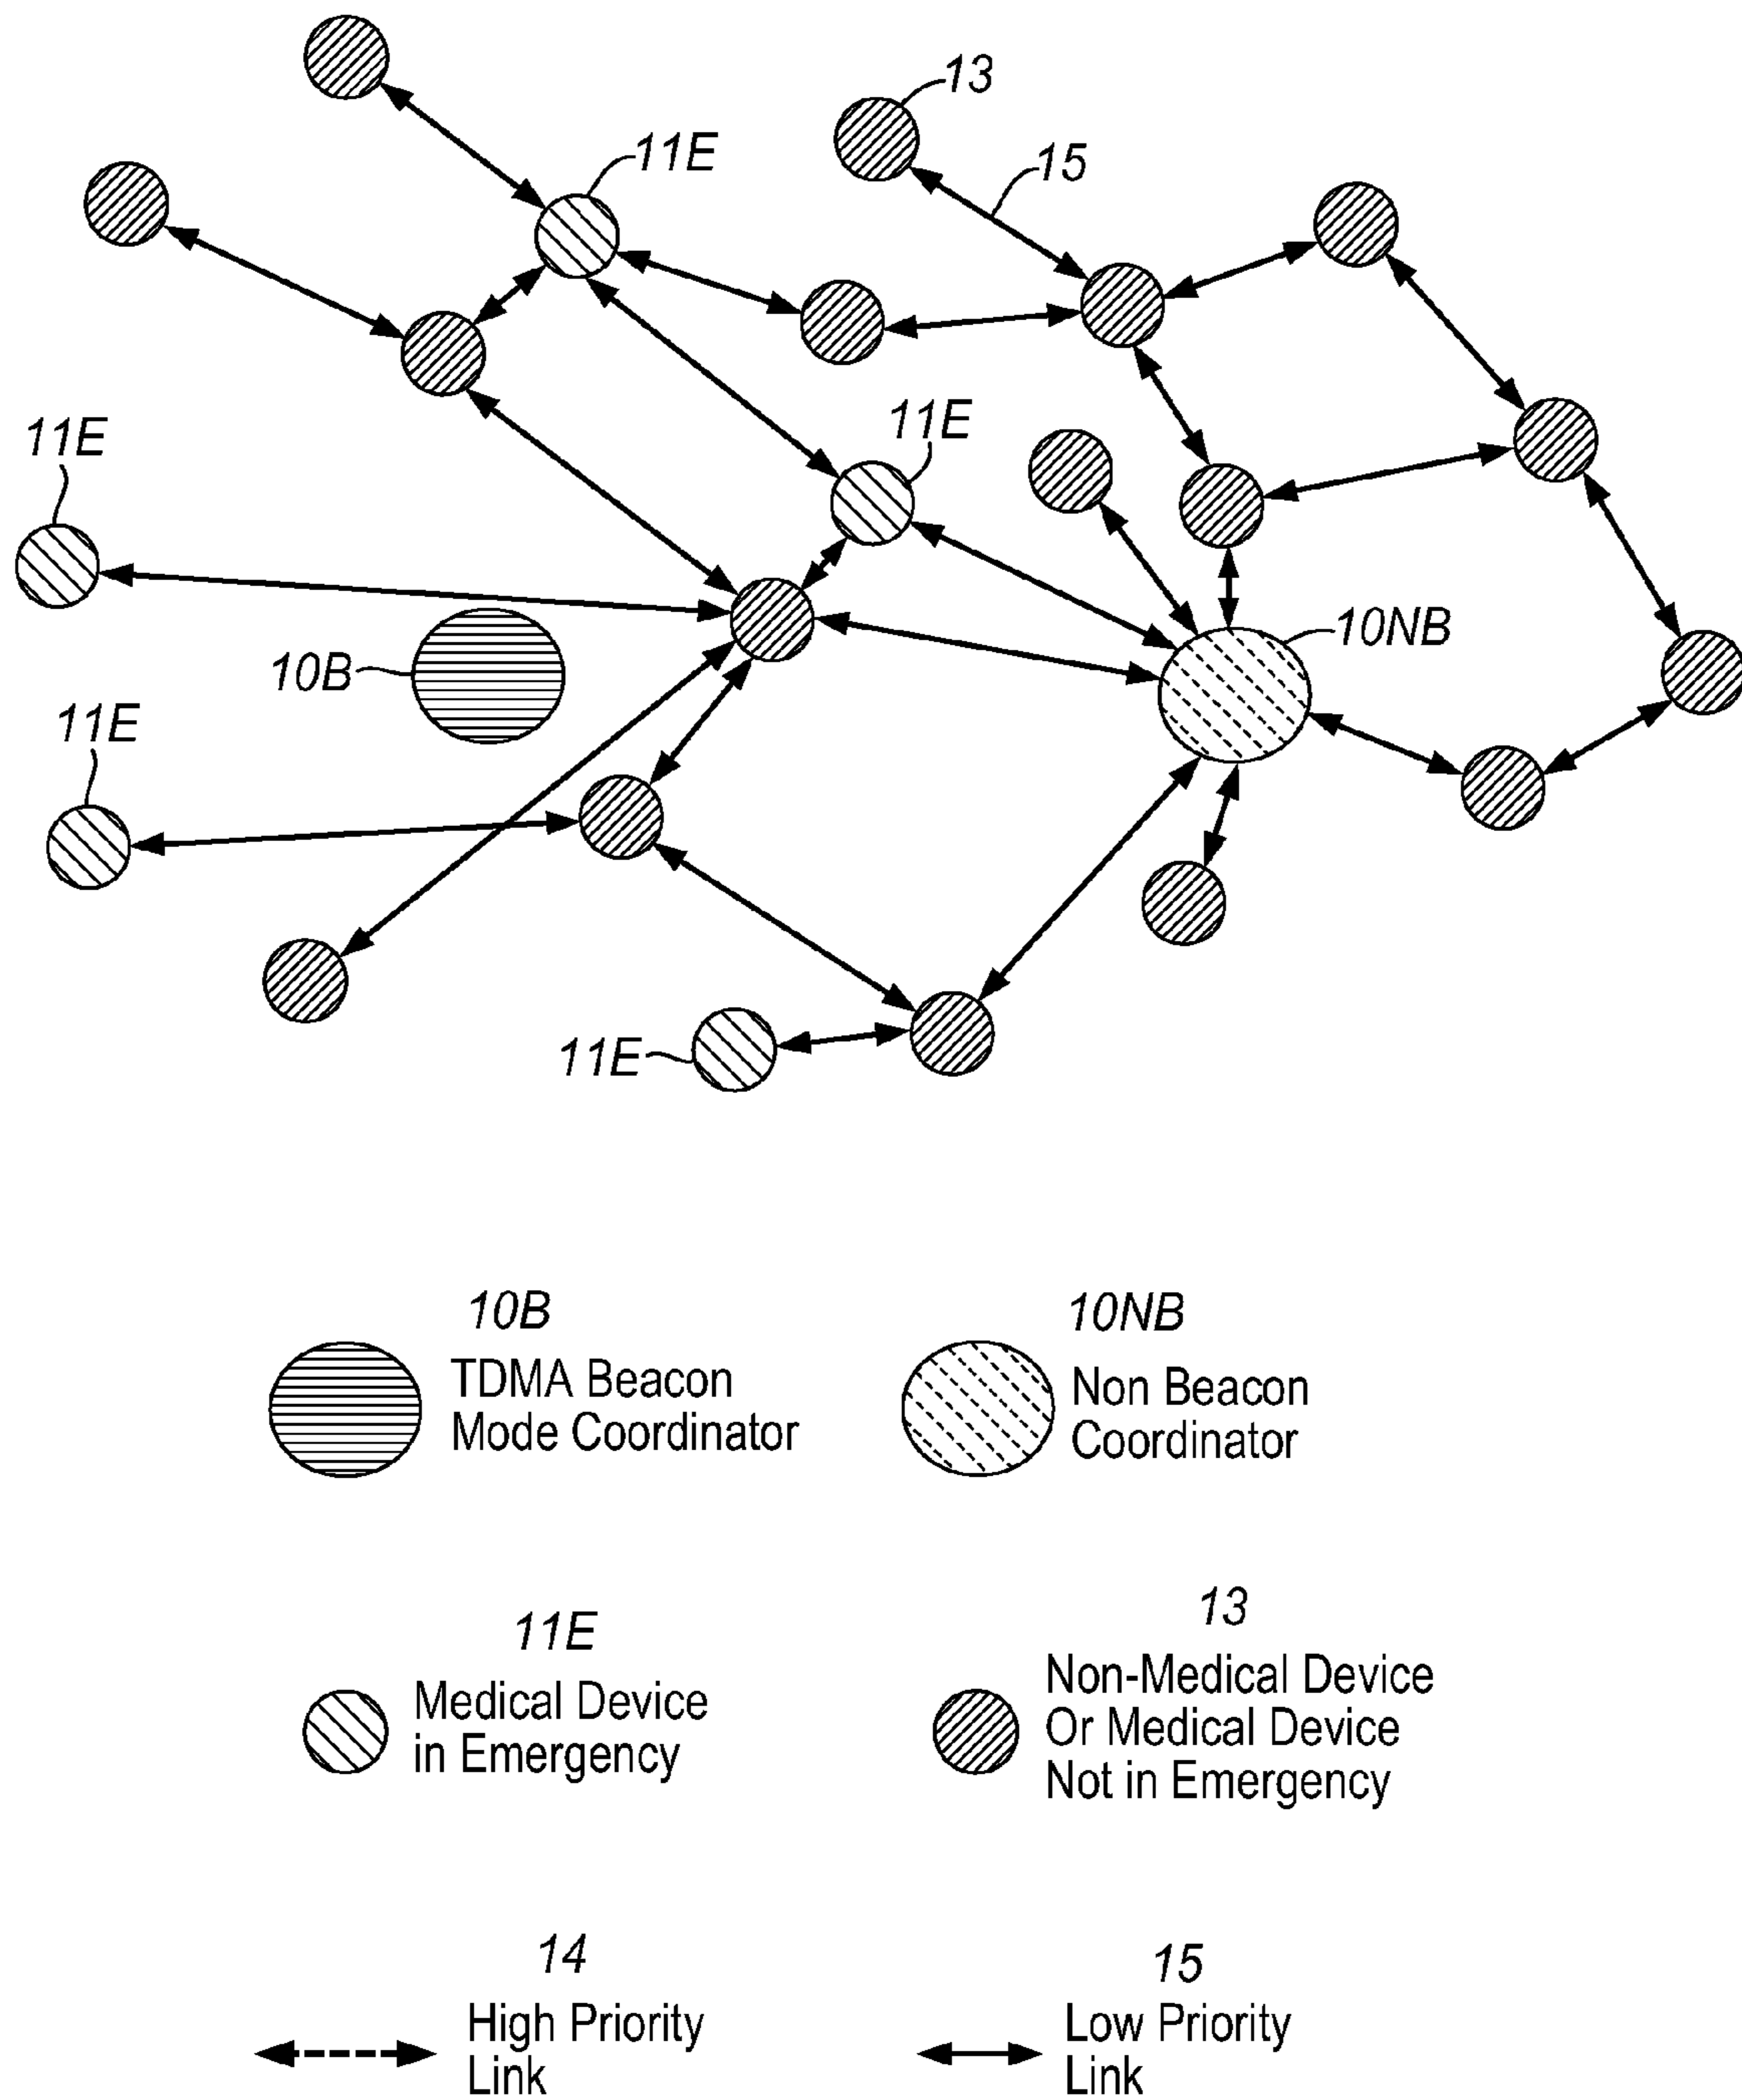 13
11E
15
11E
11E
10NB
10B
11E
11E
10B
TDMA Beacon
Mode Coordinator
10NB
Non Beacon
Coordinator
11E
Medical Device
in Emergency
13
Non-Medical Device
Or Medical Device
Not in Emergency
14
High Priority
Link
15
Low Priority
Link